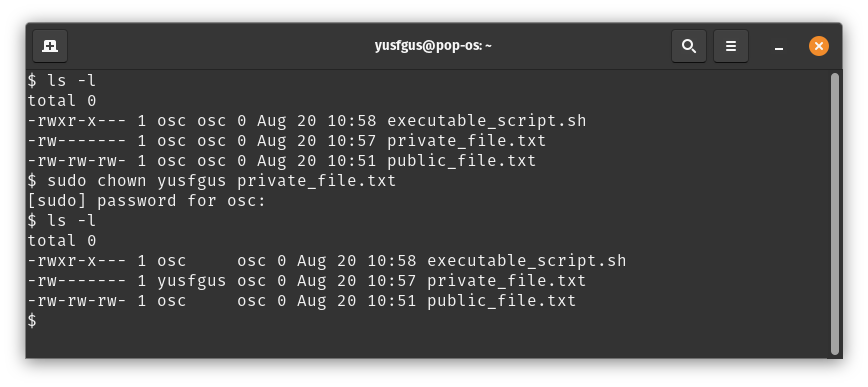 yusfgus@pop-os: ~
$ ls -l
total 0
-rwxr-x--- 1 osc osc 0 Aug 20 10:58 executable_script.sh
-rw------- 1 osc osc 0 Aug 20 10:57 private_file.txt
-rw-rw-rw- 1 osc osc 0 Aug 20 10:51 public_file.txt
$ sudo chown yusfgus private_file.txt
[sudo] password for osc:
$ ls -l
total 0
-rwxr-x--- 1 osc     osc 0 Aug 20 10:58 executable_script.sh
-rw------- 1 yusfgus osc 0 Aug 20 10:57 private_file.txt
-rw-rw-rw- 1 osc     osc 0 Aug 20 10:51 public_file.txt
$